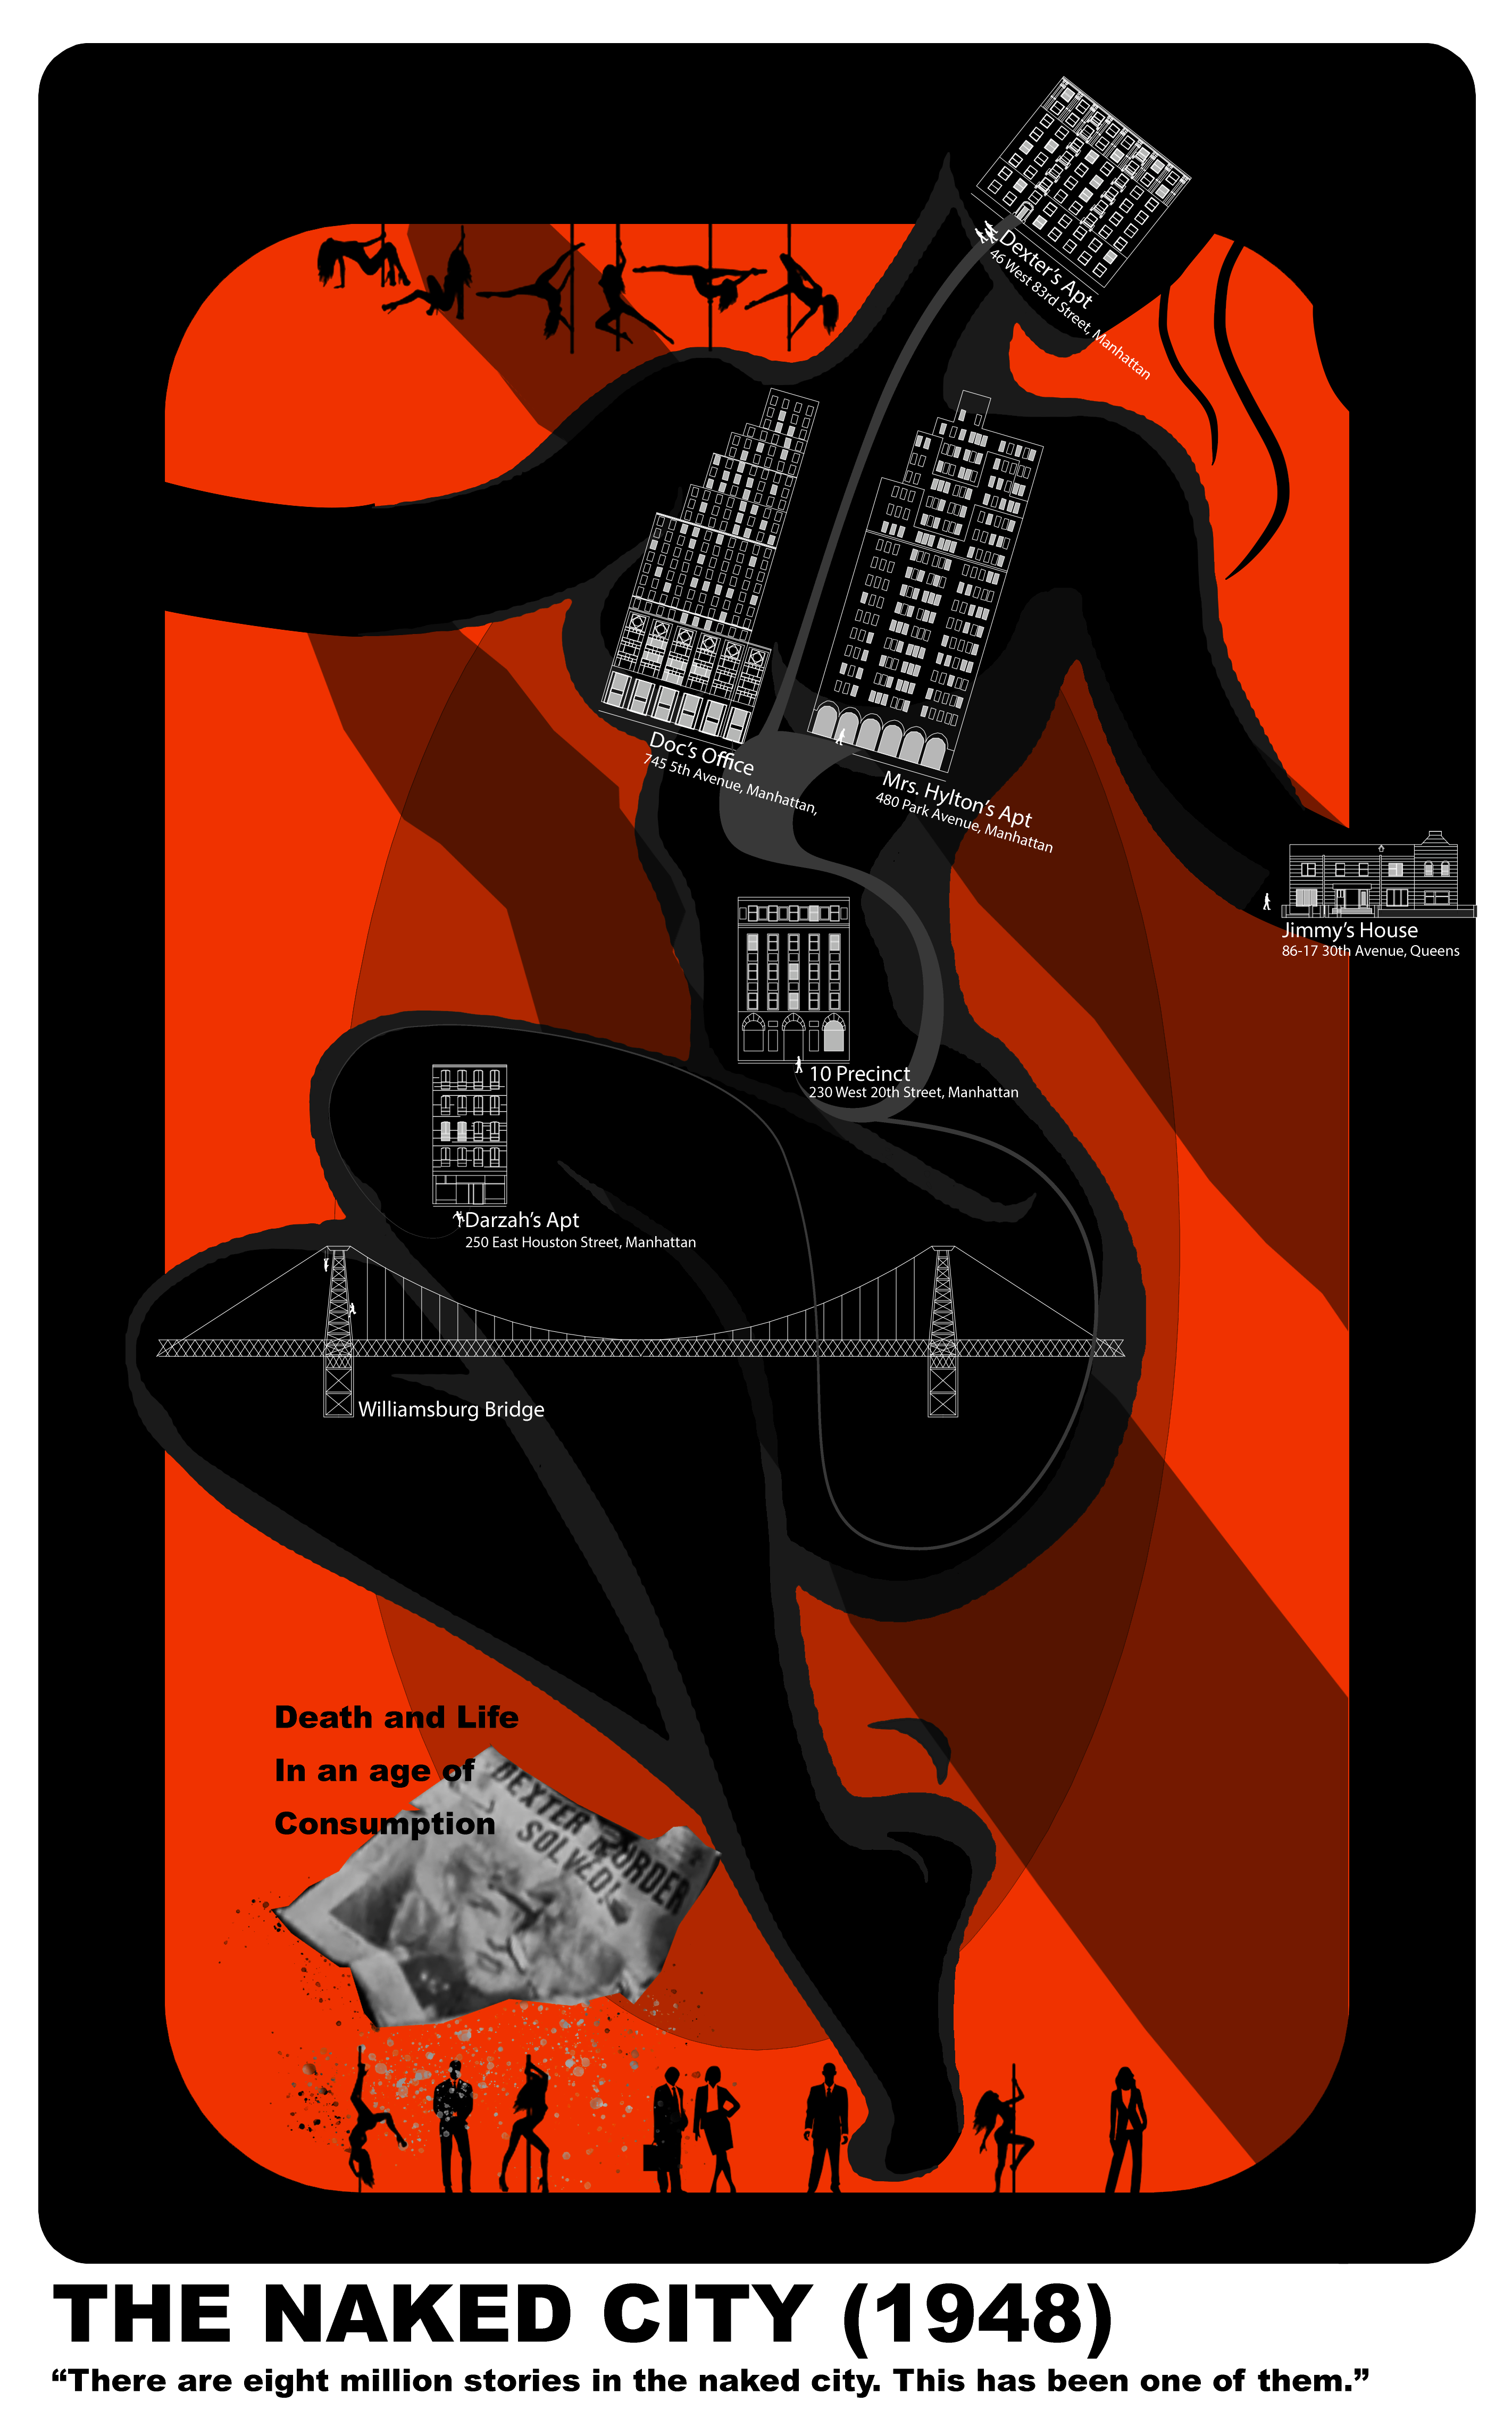 Dexter's Apt
46 West 83rd Street, Manhattan
Doc's Office
745 5th Avenue, Manhattan,
Mrs. Hylton's Apt
480 Park Avenue, Manhattan
Jimmy's House
86-17 30th Avenue, Queens
10 Precinct
230 West 20th Street, Manhattan
Darzah's Apt
250 East Houston Street, Manhattan
Williamsburg Bridge
Death and Life
In an age of
Consumption
DEXTER MURDER
SOLVED!
THE NAKED CITY (1948)
“There are eight million stories in the naked city. This has been one of them.”